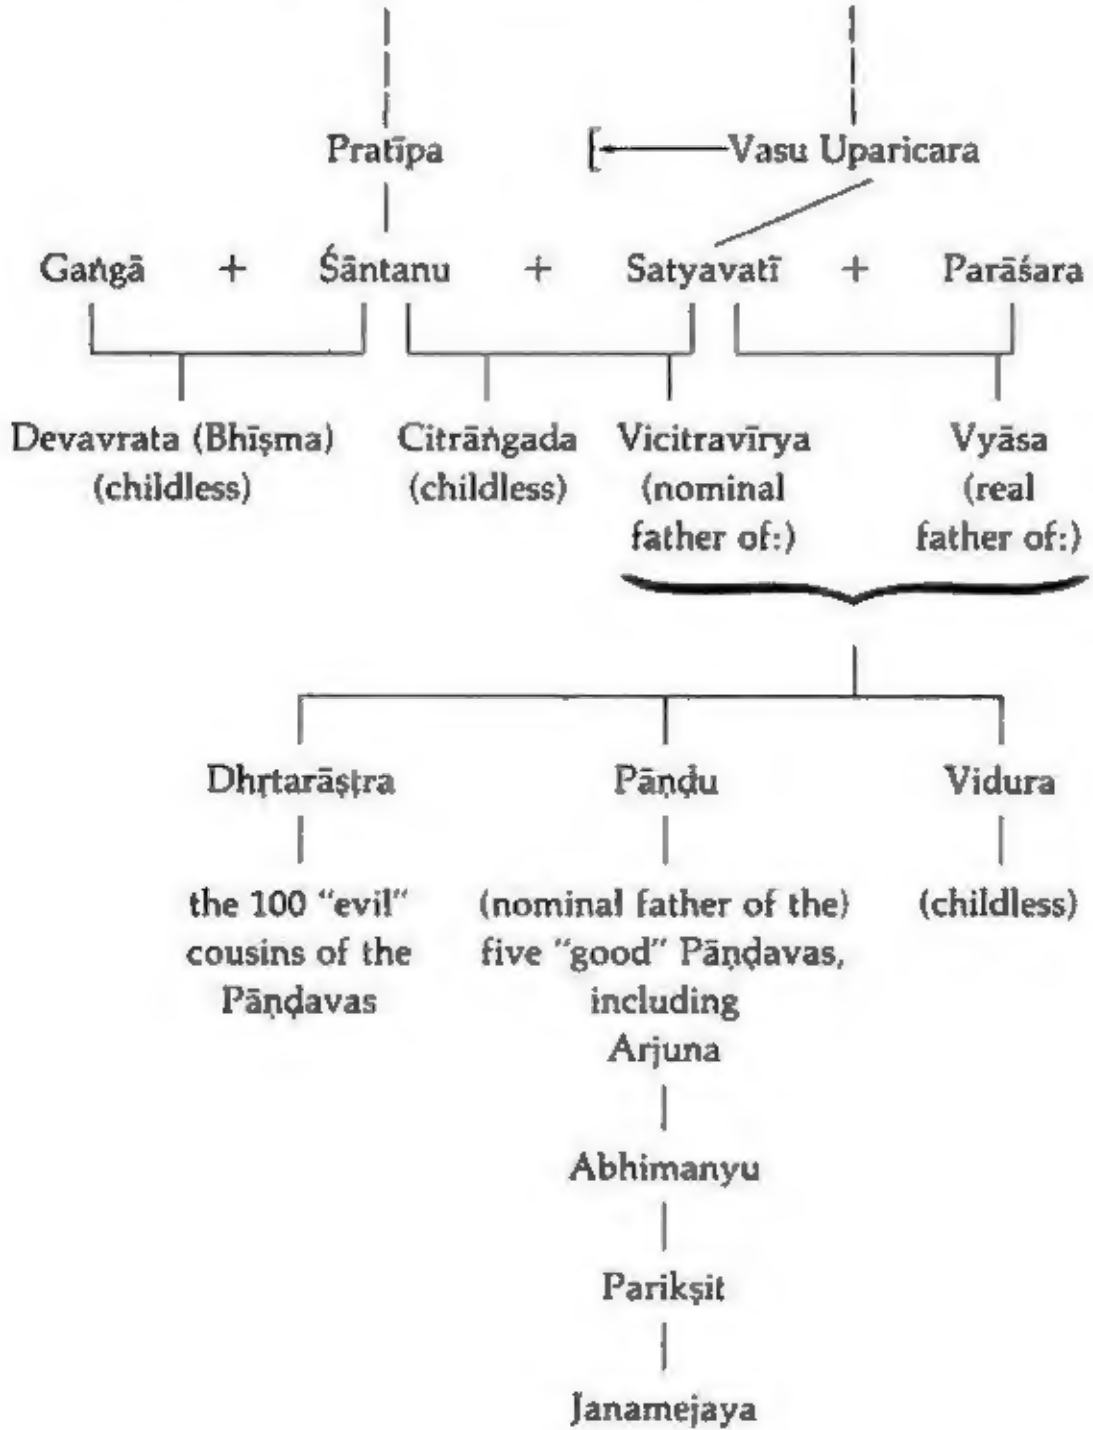 Pratīpa [ Vasu Uparicara
Gaṅgā + Śāntanu + Satyavatī + Parāśara
Devavrata (Bhīṣma) Citrāṅgada Vicitravīrya Vyāsa
(childless) (childless) (nominal (real
father of:) father of:)
Dhṛtarāṣṭra Pāṇḍu Vidura
the 100 "evil" (nominal father of the) (childless)
cousins of the five "good" Pāṇḍavas,
Pāṇḍavas including
Arjuna
Abhimanyu
Parikṣit
Janamejaya